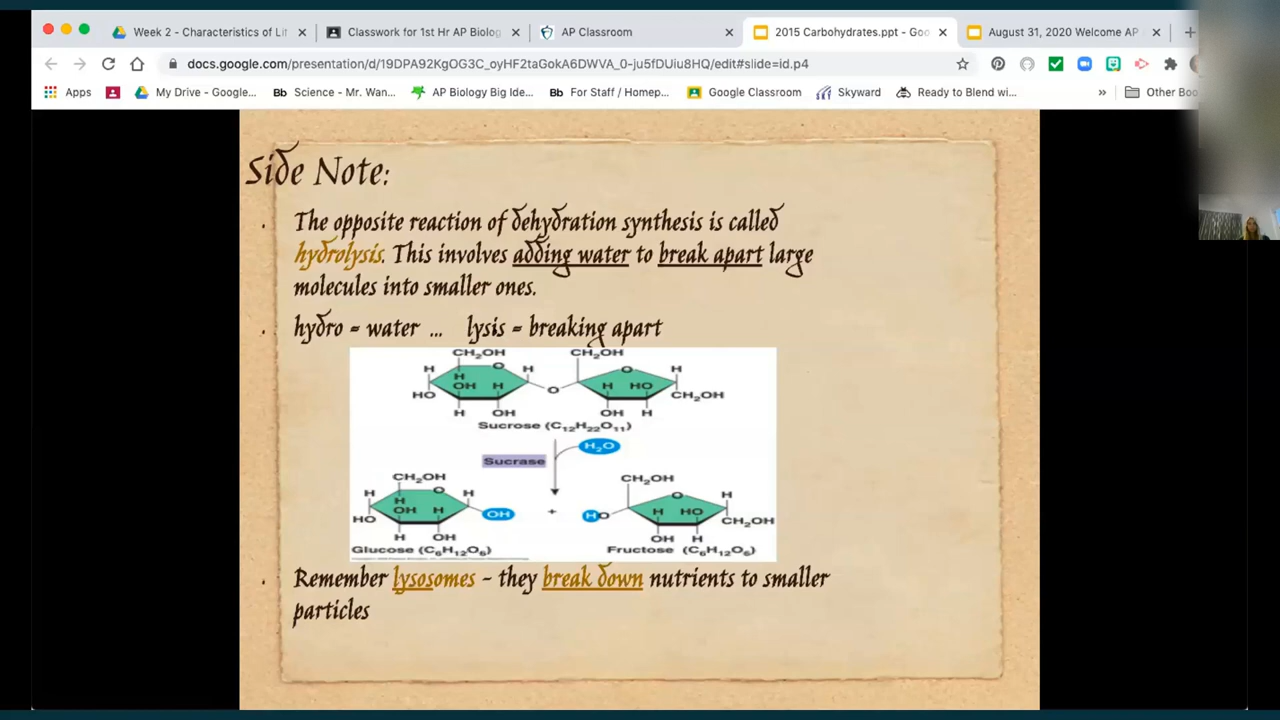 Week 2 - Characteristics of Li
Classwork for 1st Hr AP Biolog
AP Classroom
2015 Carbohydrates.ppt - Goo
August 31, 2020 Welcome AP
docs.google.com/presentation/d/19DPA92KgOG3C_oyHF2taGokA6DWVA_0-ju5fDUiu8HQ/edit#slide=id.p4
Apps
My Drive - Google...
Bb Science - Mr. Wan...
AP Biology Big Ide...
Bb For Staff / Homep...
Google Classroom
Skyward
Ready to Blend wi...
»
Other Boo
Side Note:
. The opposite reaction of dehydration synthesis is called
hydrolysis. This involves adding water to break apart large
molecules into smaller ones.
. hydro = water ... lysis = breaking apart
CH₂OH CH₂OH
H O H O H
H
OH H H HO
HO O CH₂OH
H OH OH H
Sucrose (C₁₂H₂₂O₁₁)
H₂O
Sucrase
CH₂OH CH₂OH
H O H O H
H
OH H H HO
HO OH + HO CH₂OH
H OH OH H
Glucose (C₆H₁₂O₆) Fructose (C₆H₁₂O₆)
. Remember lysosomes - they break down nutrients to smaller
particles